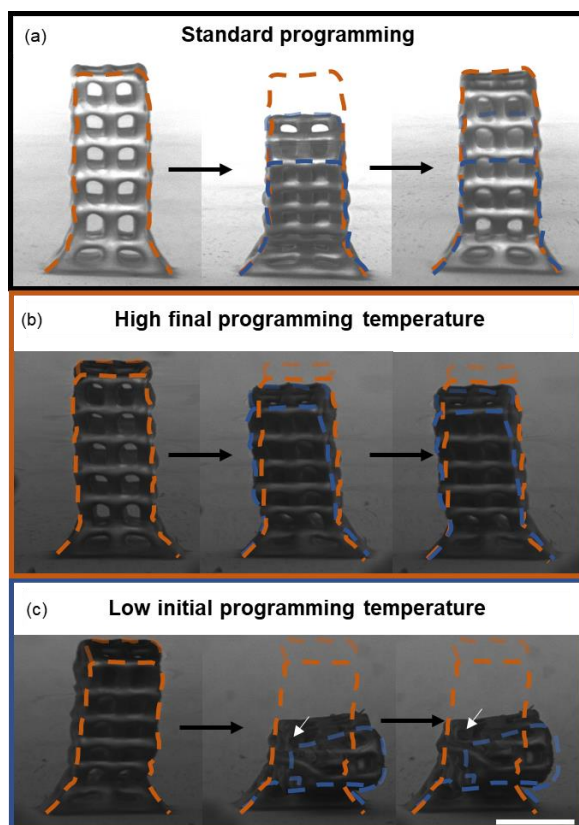 (a) Standard programming
(b) High final programming temperature
(c) Low initial programming temperature